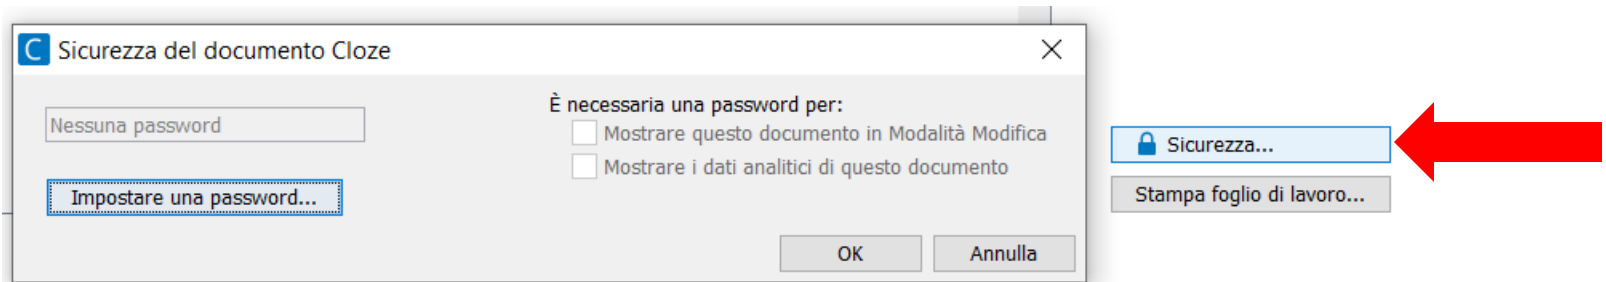 C Sicurezza del documento Cloze
Nessuna password
Impostare una password...
È necessaria una password per:
Mostrare questo documento in Modalità Modifica
Mostrare i dati analitici di questo documento
OK
Annulla
Sicurezza...
Stampa foglio di lavoro...